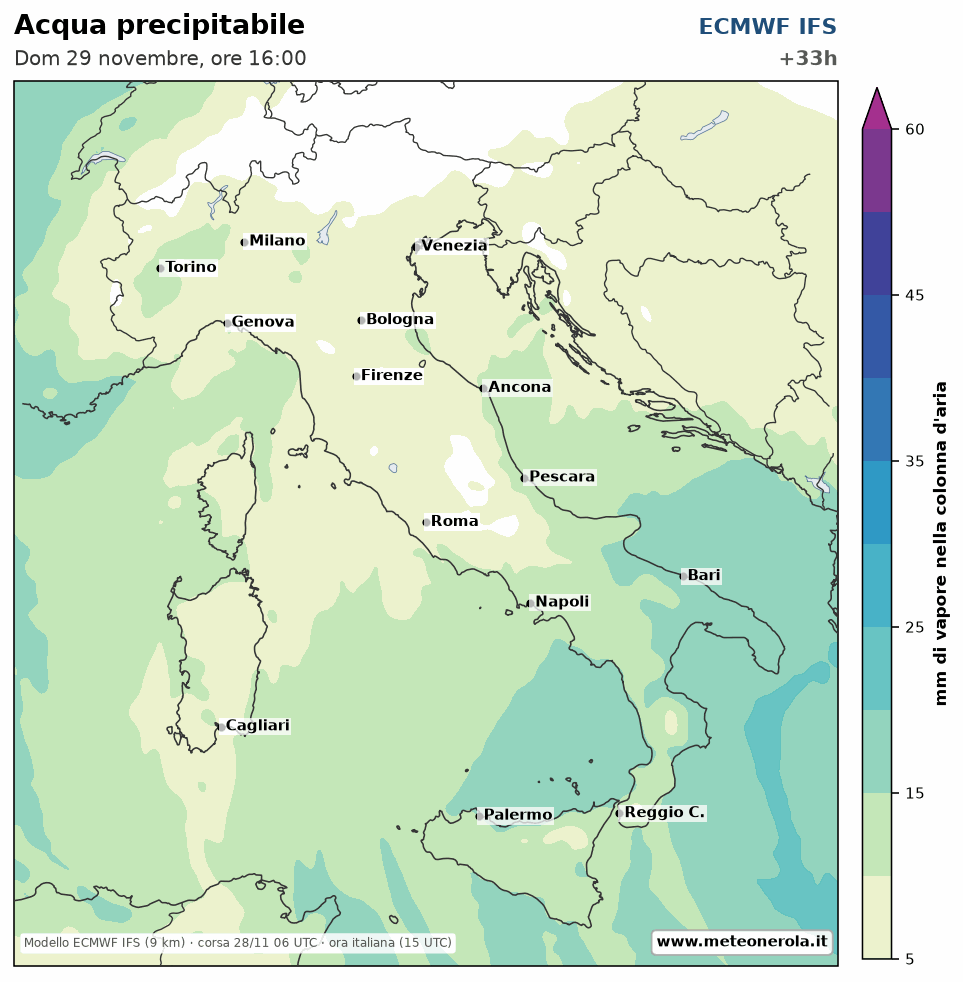 Acqua precipitabile
ECMWF IFS
Dom 29 novembre, ore 16:00
+33h
Milano
Venezia
Torino
Genova
Bologna
Firenze
Ancona
Pescara
Roma
Bari
Napoli
Cagliari
Palermo
Reggio C.
60
45
35
25
15
5
mm di vapore nella colonna d'aria
Modello ECMWF IFS (9 km) · corsa 28/11 06 UTC · ora italiana (15 UTC)
www.meteonerola.it